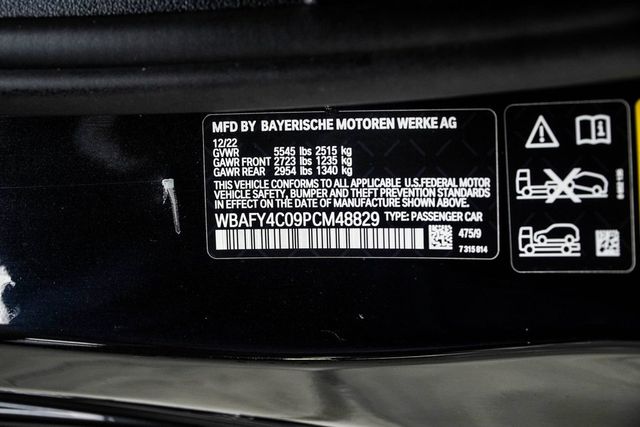 MFD BY BAYERISCHE MOTOREN WERKE AG
12/22
GVWR 5545 lbs 2515 kg
GAWR FRONT 2723 lbs 1235 kg
GAWR REAR 2954 lbs 1340 kg
THIS VEHICLE CONFORMS TO ALL APPLICABLE U.S.FEDERAL MOTOR
VEHICLE SAFETY, BUMPER AND THEFT PREVENTION STANDARDS
IN EFFECT ON THE DATE OF MANUFACTURE SHOWN ABOVE.
WBAFY4C09PCM48829 TYPE: PASSENGER CAR
475/9
7 315 814